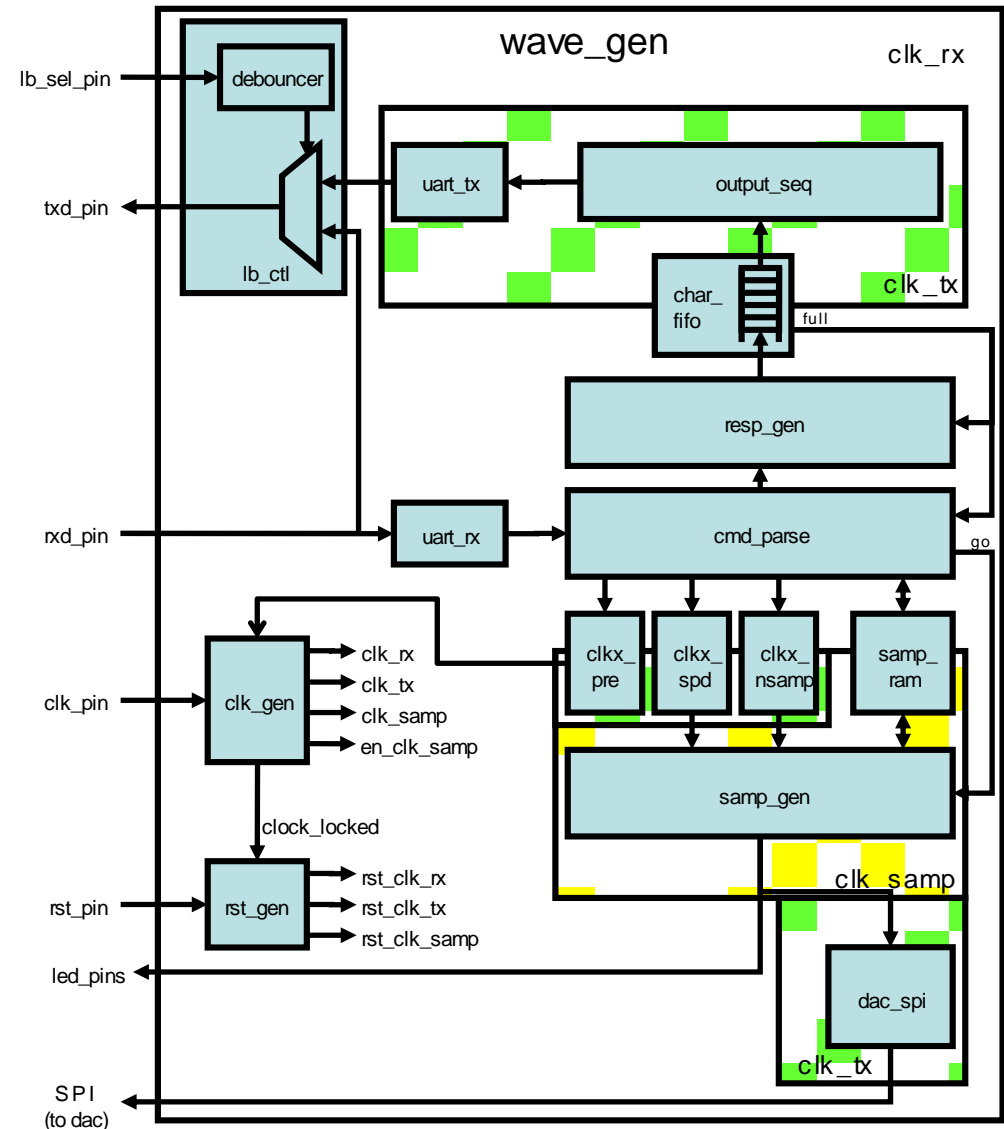 wave_gen
clk_rx
lb_sel_pin
debouncer
uart_tx
output_seq
txd_pin
lb_ctl
clk_tx
char_
fifo
full
resp_gen
rxd_pin
uart_rx
cmd_parse
go
clkx_
pre
clkx_
spd
clkx_
nsamp
samp_
ram
clk_pin
clk_gen
clk_rx
clk_tx
clk_samp
en_clk_samp
samp_gen
clock_locked
clk_samp
rst_pin
rst_gen
rst_clk_rx
rst_clk_tx
rst_clk_samp
led_pins
dac_spi
clk_tx
SPI
(to dac)